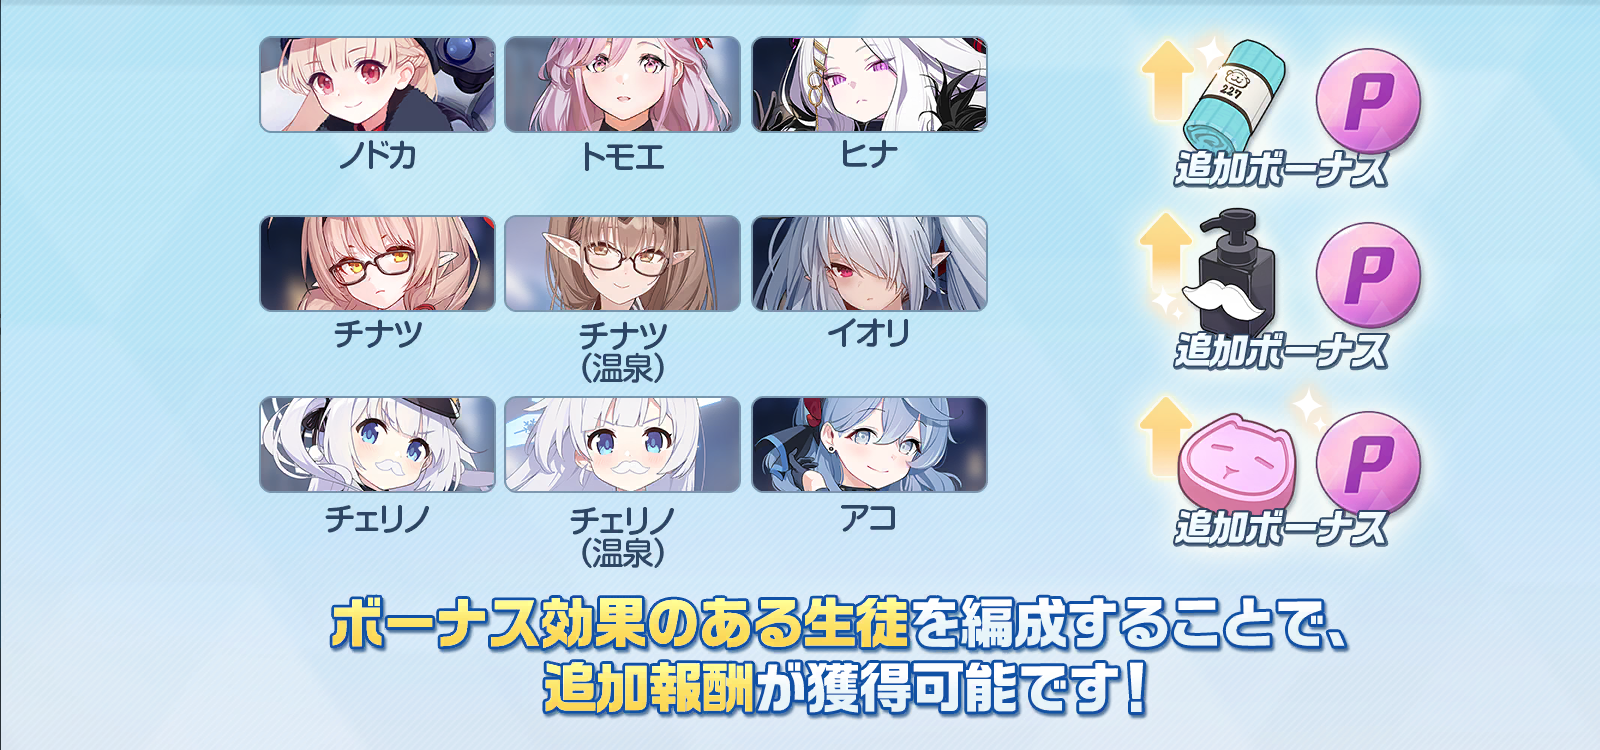 ノドカ
トモエ
ヒナ
227
P
追加ボーナス
チナツ
チナツ
(温泉)
イオリ
P
追加ボーナス
チェリノ
チェリノ
(温泉)
アコ
P
追加ボーナス
ボーナス効果のある生徒を編成することで、
追加報酬が獲得可能です!